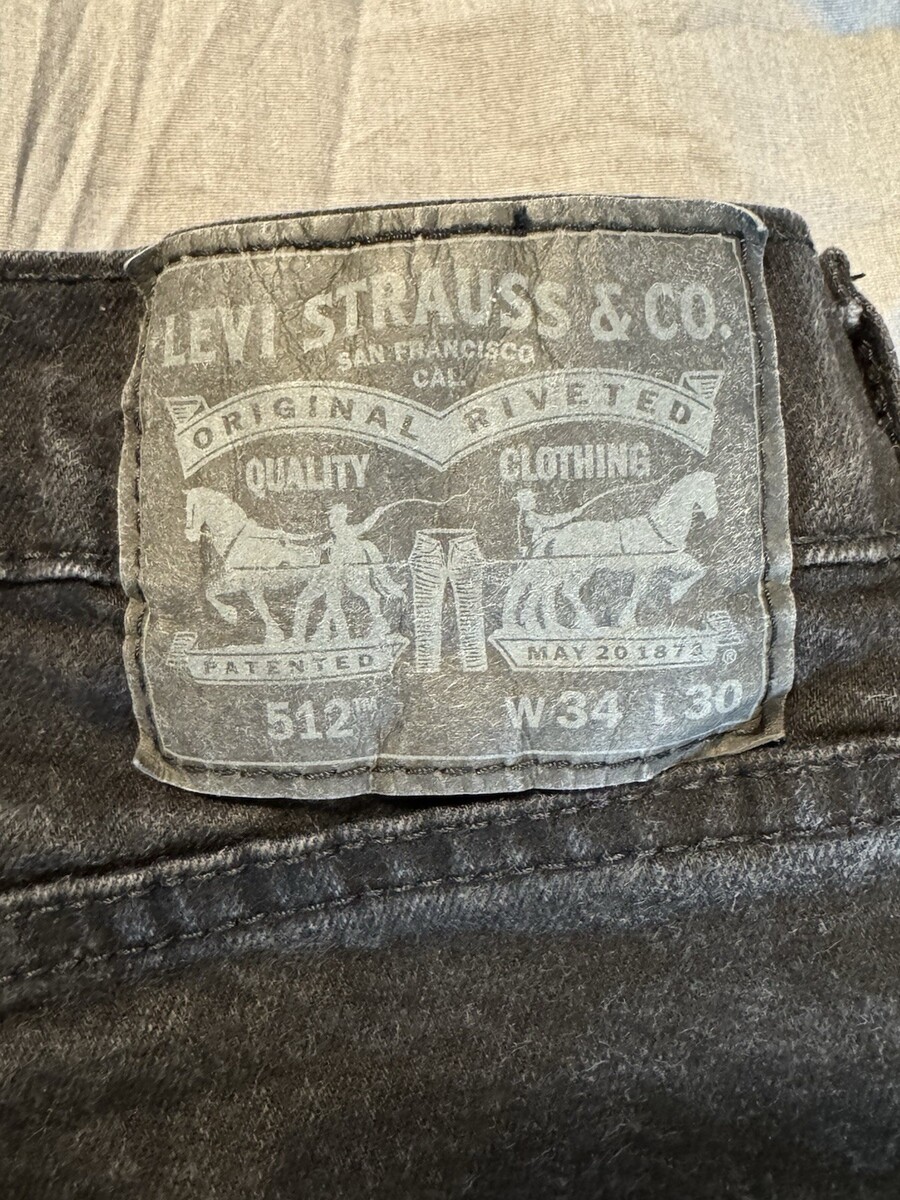 LEVI STRAUSS & CO.
SAN FRANCISCO
CAL.
ORIGINAL RIVETED
QUALITY CLOTHING
PATENTED MAY 20 1873 ®
512™ W 34 L 30